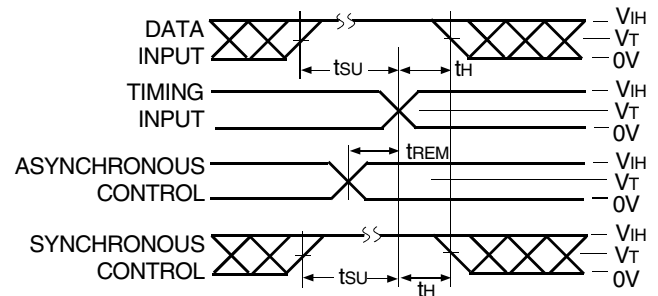 DATA
INPUT
tSU
tH
VIH
VT
0V
TIMING
INPUT
VIH
VT
0V
tREM
ASYNCHRONOUS
CONTROL
VIH
VT
0V
SYNCHRONOUS
CONTROL
tSU
tH
VIH
VT
0V